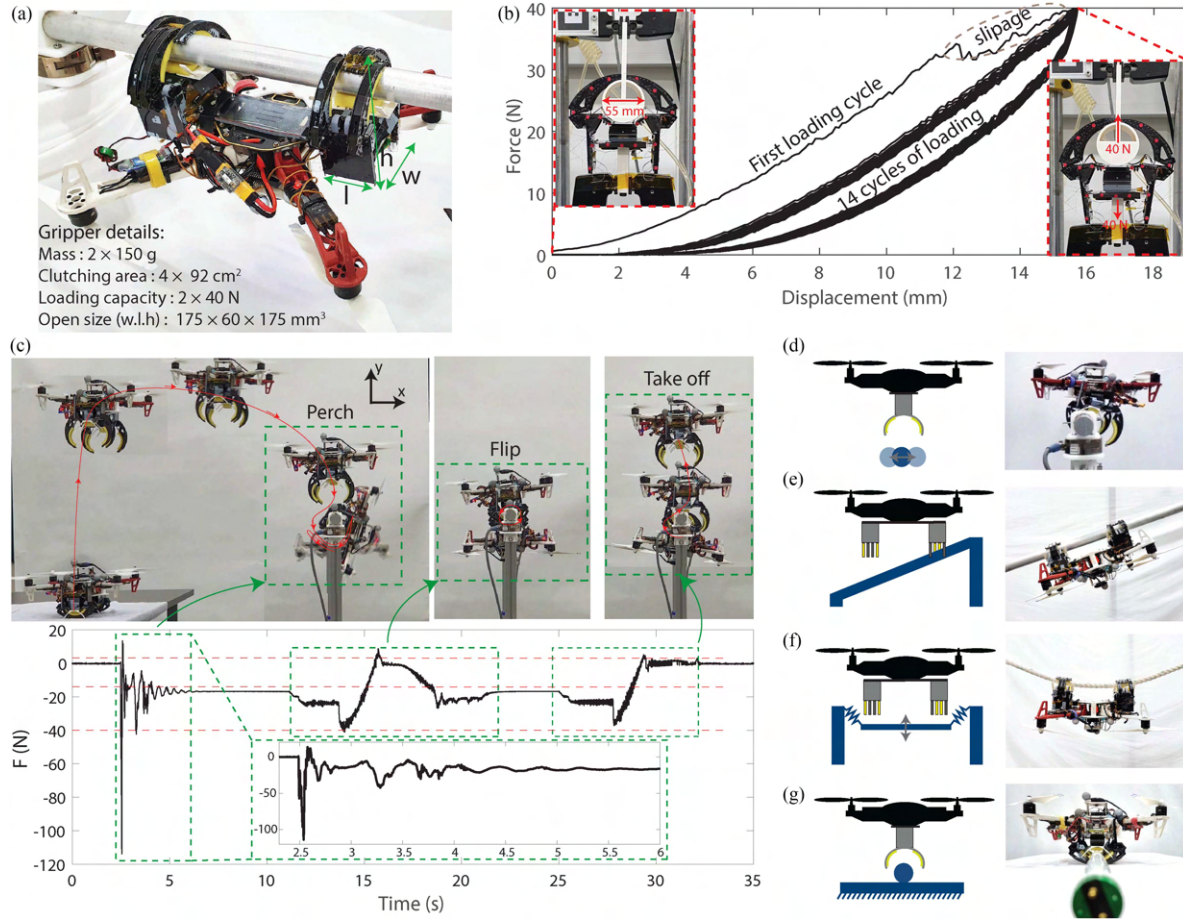 (a)
h
w
l
Gripper details:
Mass : 2 × 150 g
Clutching area : 4 × 92 cm²
Loading capacity : 2 × 40 N
Open size (w.l.h) : 175 × 60 × 175 mm³
(b)
40
30
20
10
0
Force (N)
55 mm
First loading cycle
slipage
14 cycles of loading
40 N
40 N
0 2 4 6 8 10 12 14 16 18
Displacement (mm)
(c)
y
x
Perch
Flip
Take off
20
0
-20
-40
-60
-80
-100
-120
F (N)
0
-50
-100
2.5 3 3.5 4 4.5 5 5.5 6
0 5 10 15 20 25 30 35
Time (s)
(d)
(e)
(f)
(g)